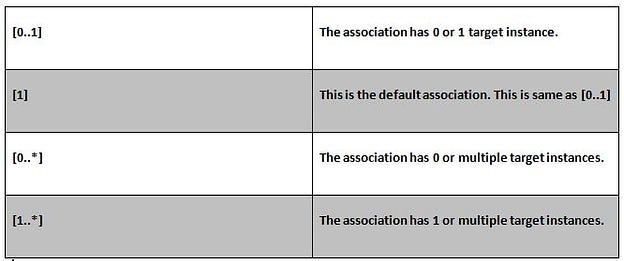 [0..1] The association has 0 or 1 target instance.
[1] This is the default association. This is same as [0..1]
[0..*] The association has 0 or multiple target instances.
[1..*] The association has 1 or multiple target instances.